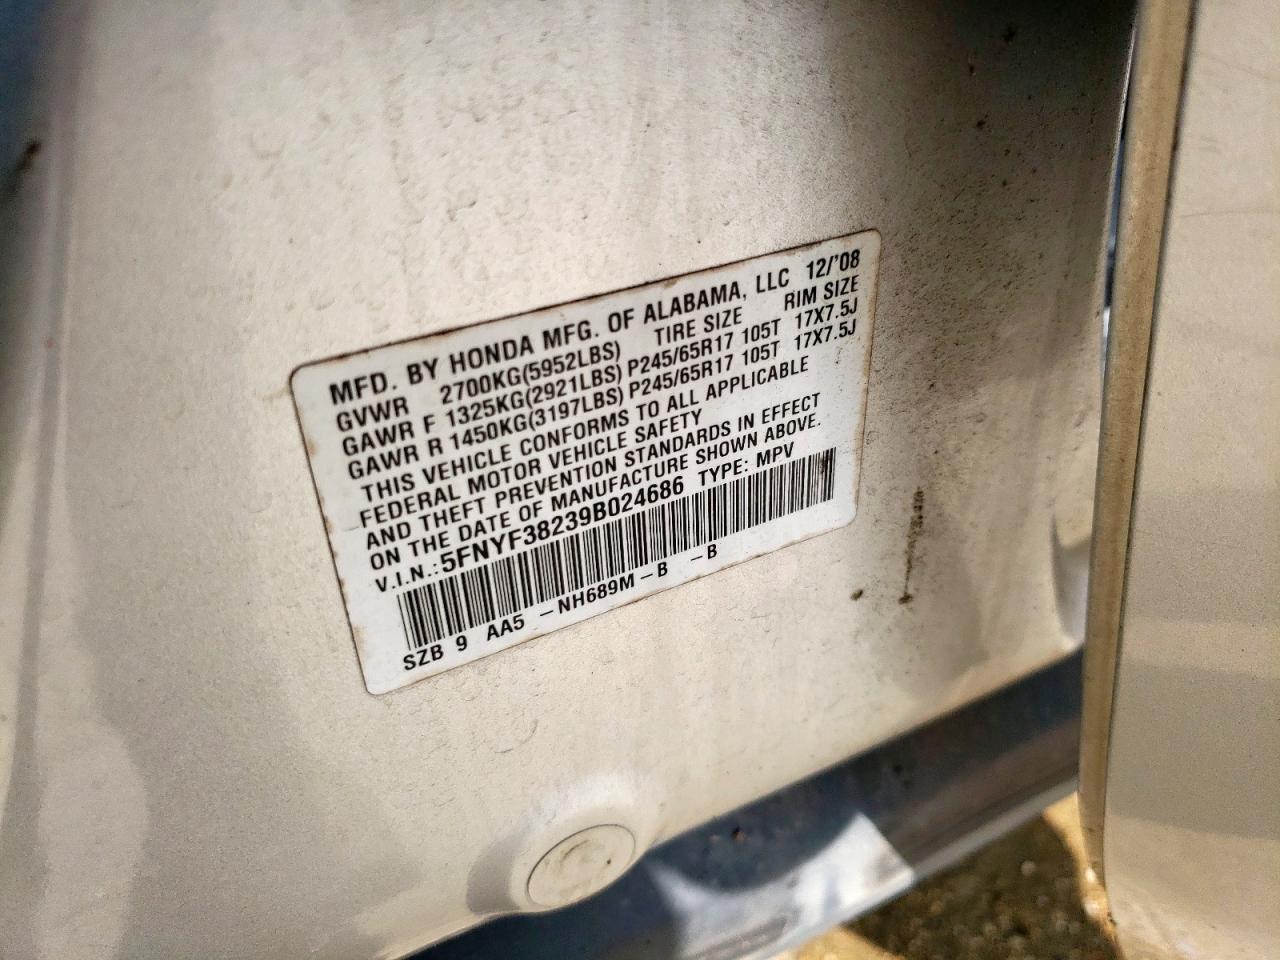 MFD. BY HONDA MFG. OF ALABAMA, LLC 12/'08
GVWR 2700KG(5952LBS) TIRE SIZE RIM SIZE
GAWR F 1325KG(2921LBS) P245/65R17 105T 17X7.5J
GAWR R 1450KG(3197LBS) P245/65R17 105T 17X7.5J
THIS VEHICLE CONFORMS TO ALL APPLICABLE
FEDERAL MOTOR VEHICLE SAFETY
AND THEFT PREVENTION STANDARDS IN EFFECT
ON THE DATE OF MANUFACTURE SHOWN ABOVE.
V.I.N.: 5FNYF38239B024686 TYPE: MPV
SZB 9 AA5 -NH689M-B -B